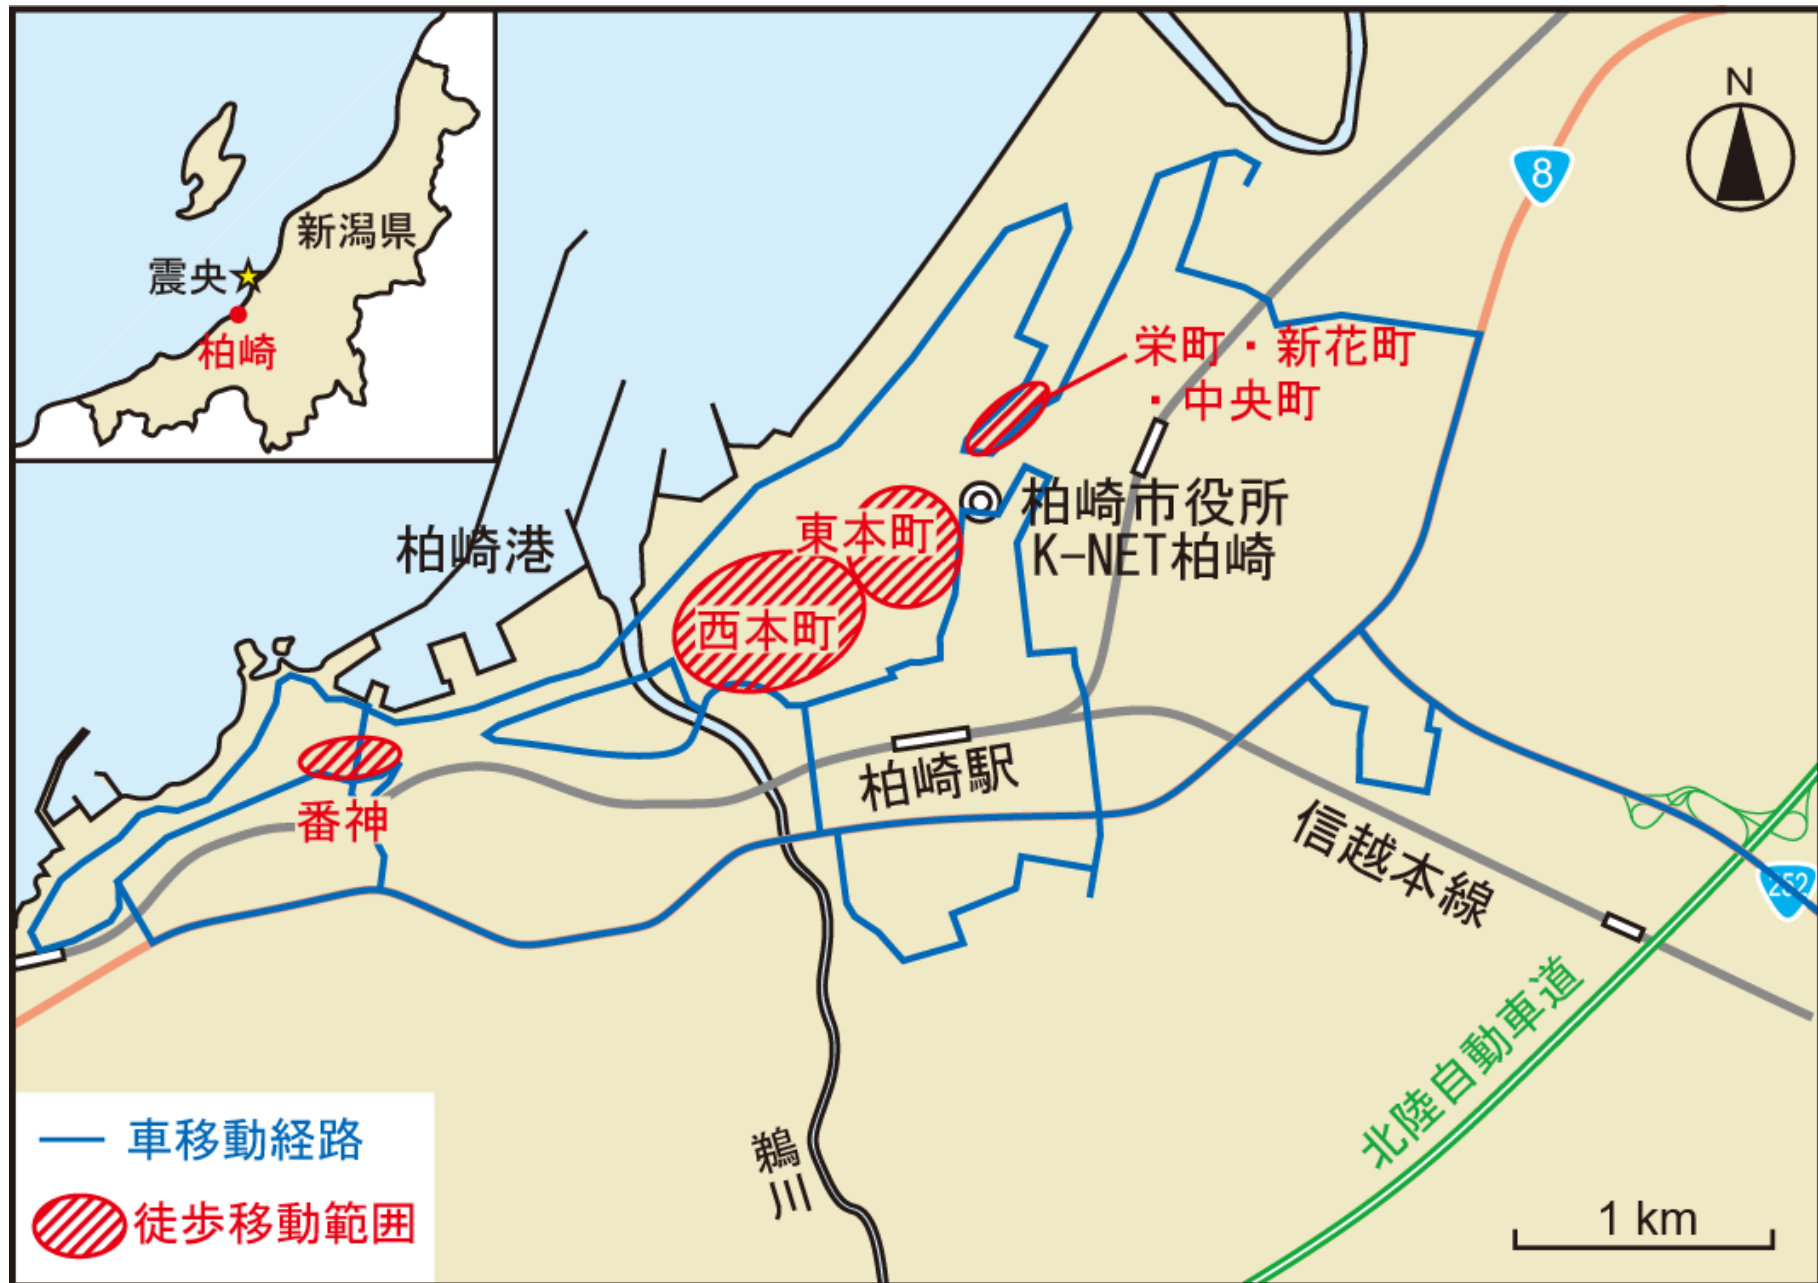 新潟県
震央
柏崎
N
8
栄町・新花町
・中央町
柏崎市役所
K-NET柏崎
柏崎港
東本町
西本町
番神
柏崎駅
信越本線
252
北陸自動車道
鵜川
車移動経路
徒歩移動範囲
1 km